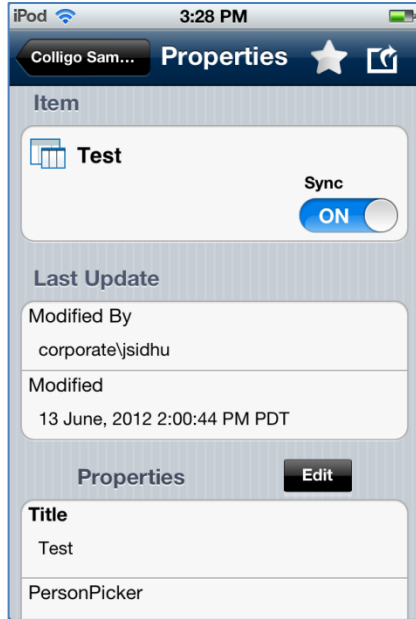 iPod 3:28 PM
Colligo Sam... Properties
Item
Test
Sync
ON
Last Update
Modified By
corporate\jsidhu
Modified
13 June, 2012 2:00:44 PM PDT
Properties Edit
Title
Test
PersonPicker